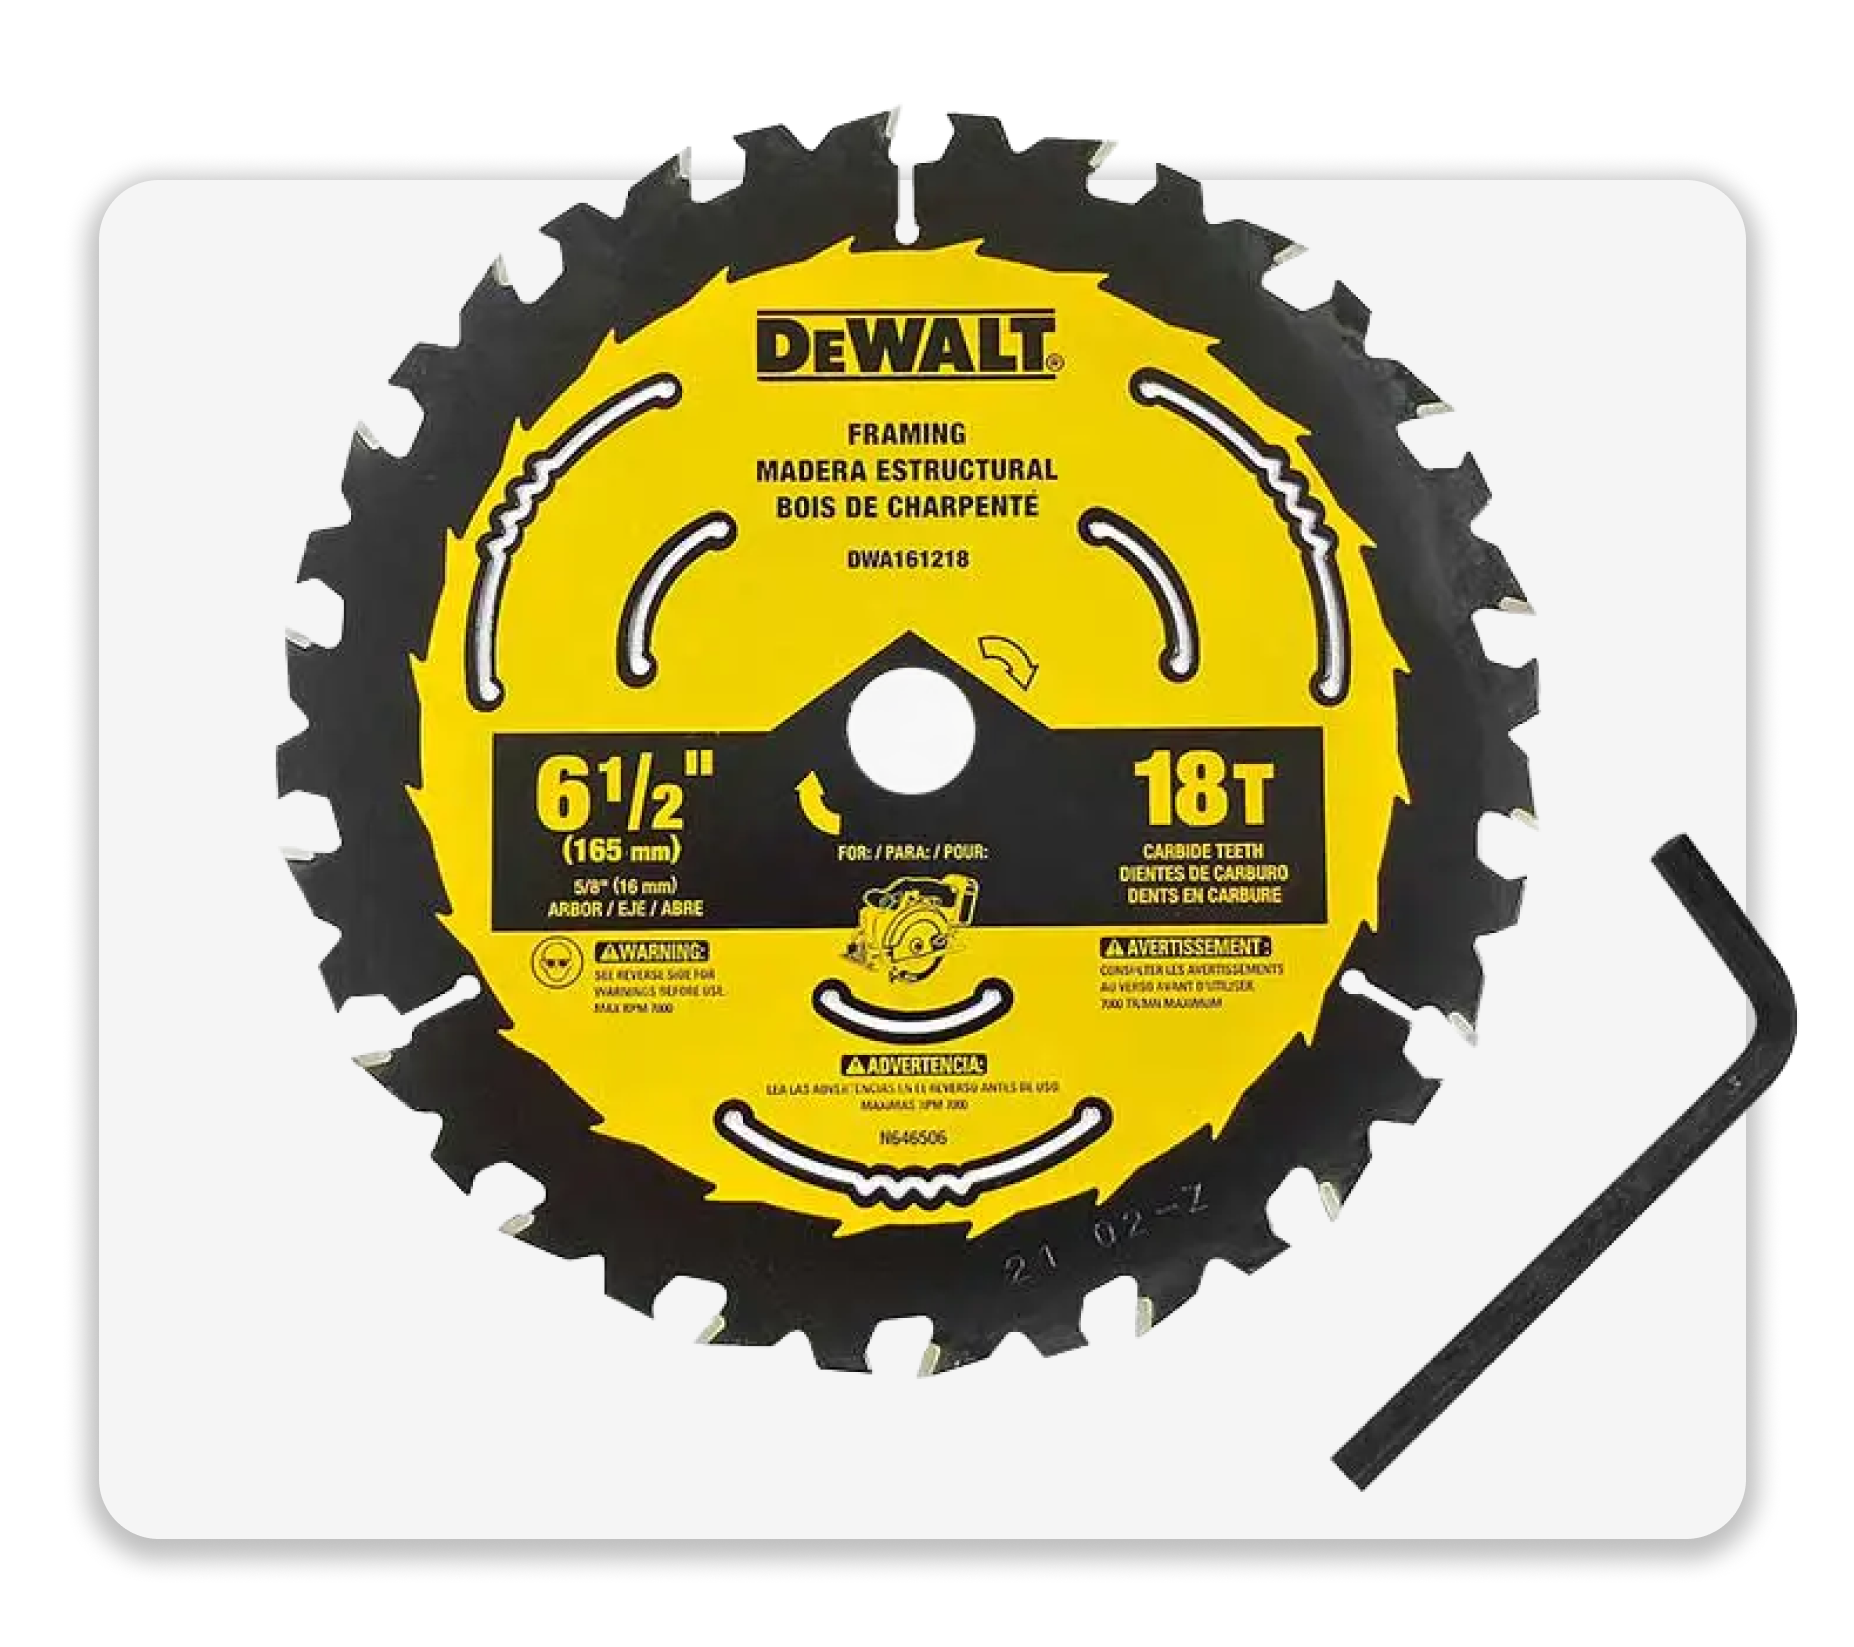 DEWALT®
FRAMING
MADERA ESTRUCTURAL
BOIS DE CHARPENTE
DWA161218
6 1/2"
(165 mm)
5/8" (16 mm)
ARBOR / EJE / ABRE
18T
CARBIDE TEETH
DIENTES DE CARBURO
DENTS EN CARBURE
FOR: / PARA: / POUR:
⚠WARNING:
SEE REVERSE SIDE FOR
WARNINGS BEFORE USE.
MAX RPM 7000
⚠AVERTISSEMENT:
CONSULTER LES AVERTISSEMENTS
AU VERSO AVANT D'UTILISER.
7000 TR/MN MAXIMUM
⚠ADVERTENCIA:
LEA LAS ADVERTENCIAS EN EL REVERSO ANTES DE USO
MAXIMAS RPM 7000
N646506
21 02-Z